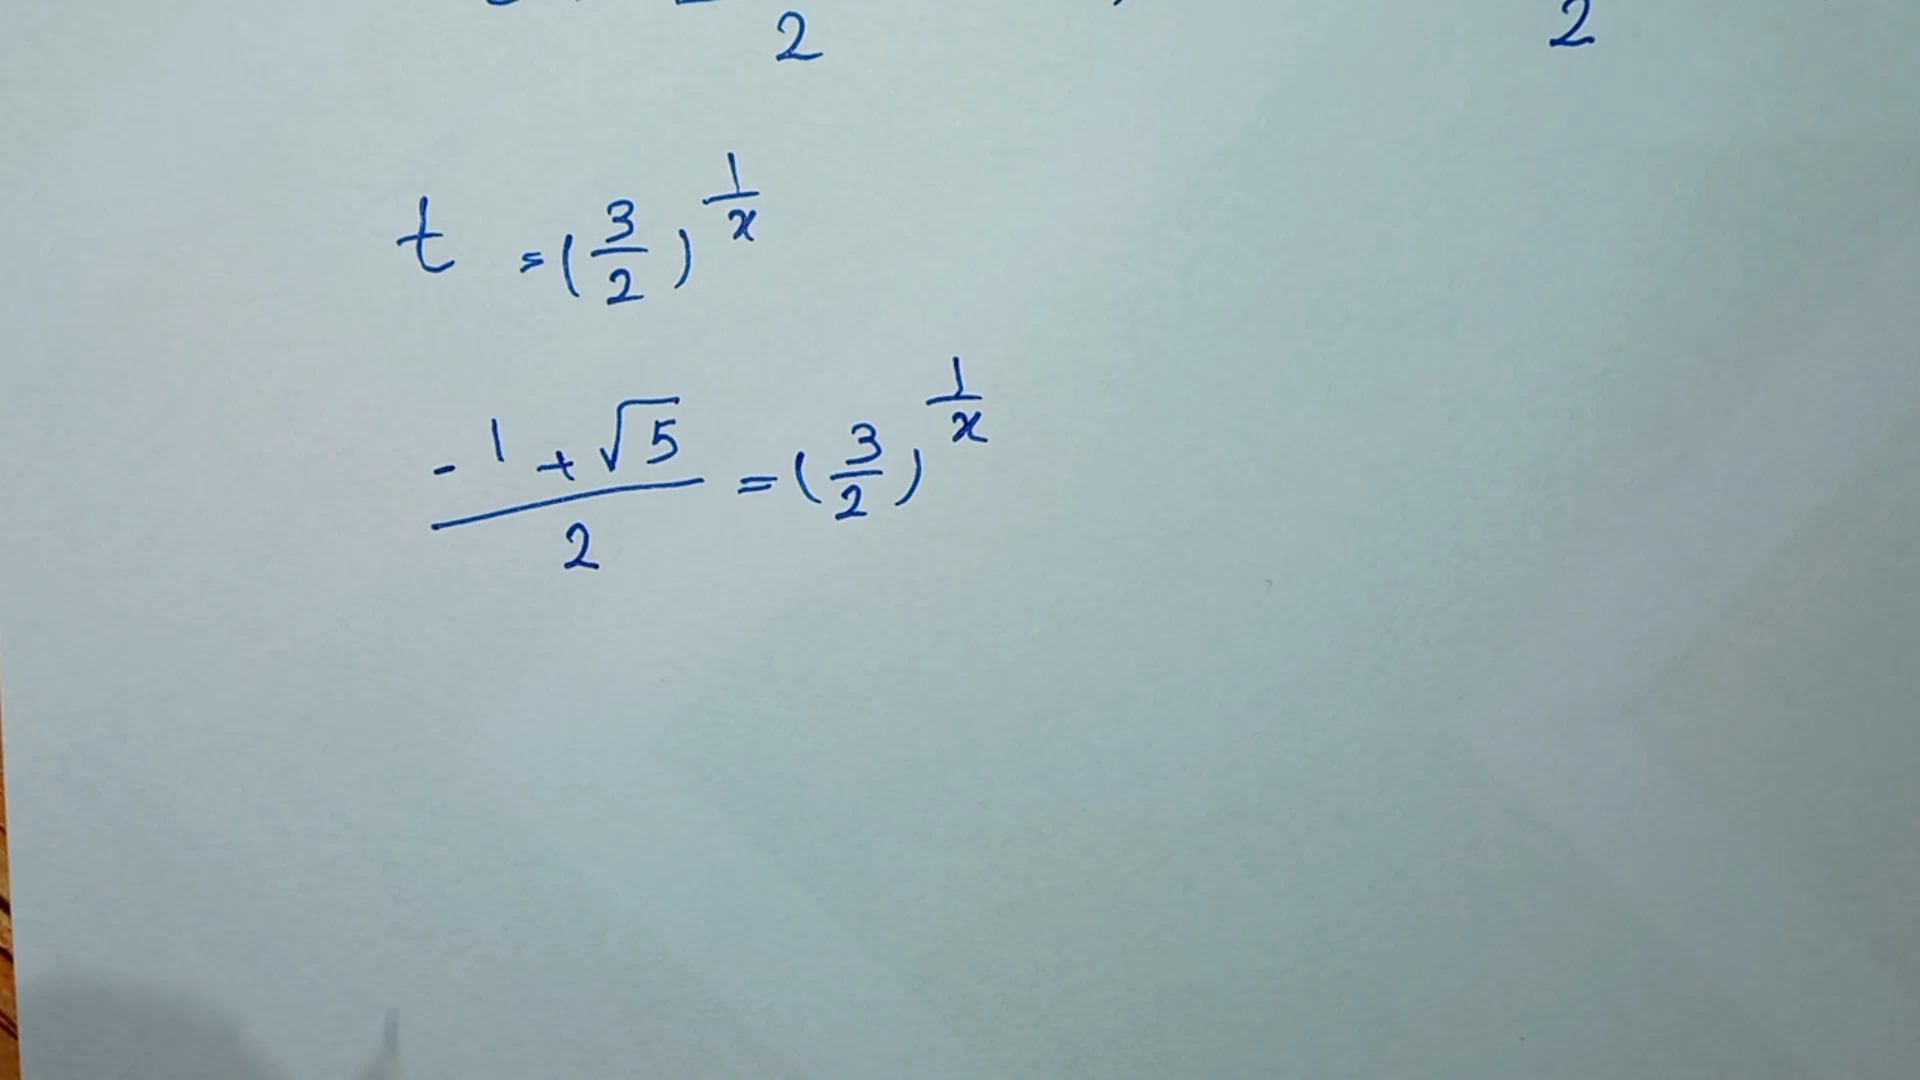 2 2
t = (3/2)^(1/x)
(-1 + √5)/2 = (3/2)^(1/x)